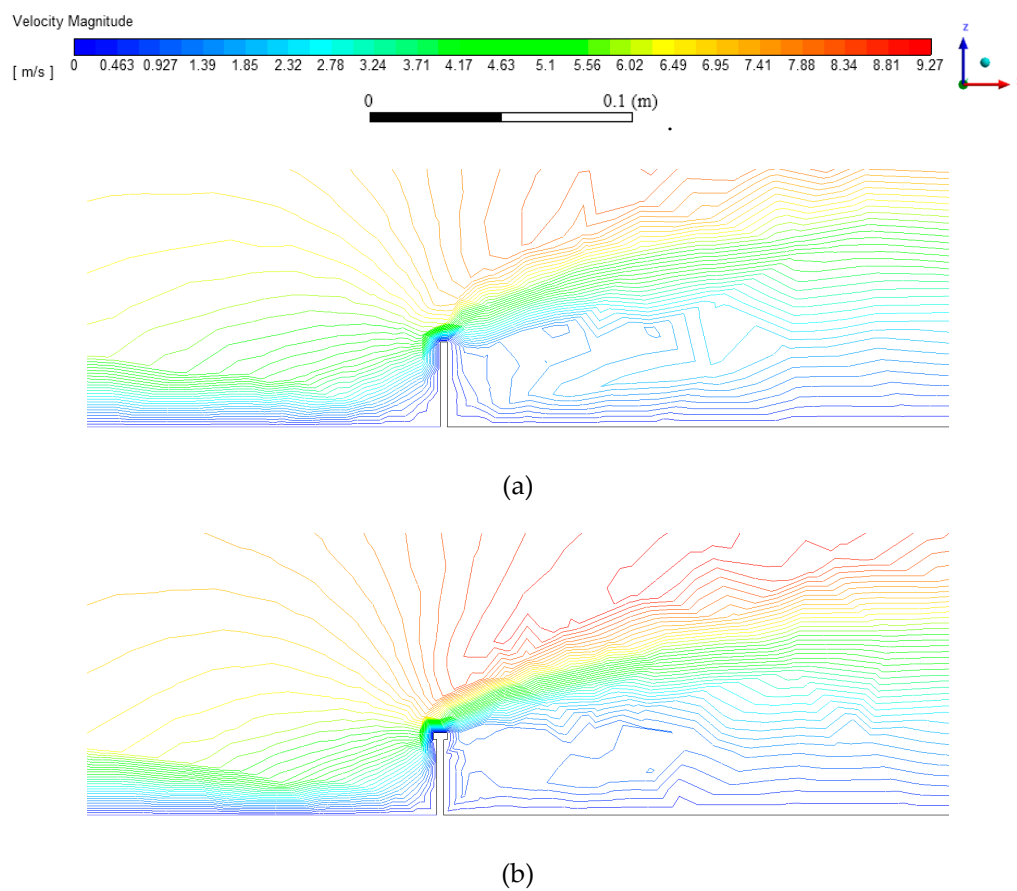 Velocity Magnitude
z
[ m/s ]
0 0.463 0.927 1.39 1.85 2.32 2.78 3.24 3.71 4.17 4.63 5.1 5.56 6.02 6.49 6.95 7.41 7.88 8.34 8.81 9.27
0 0.1 (m)
(a)
(b)